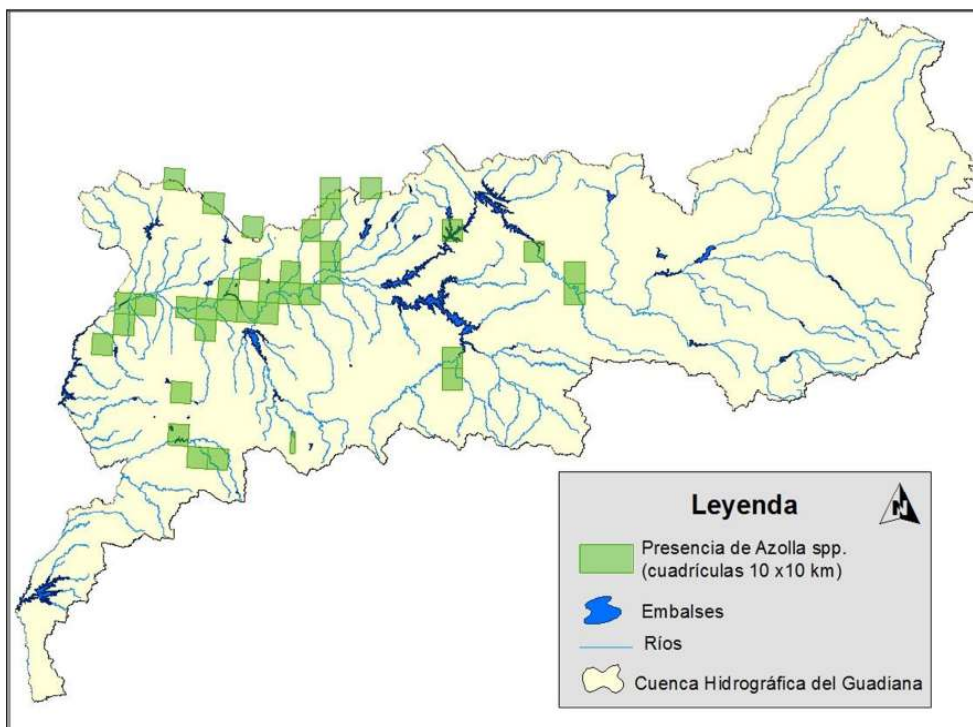 Leyenda
N
Presencia de Azolla spp.
(cuadrículas 10 x10 km)
Embalses
Ríos
Cuenca Hidrográfica del Guadiana